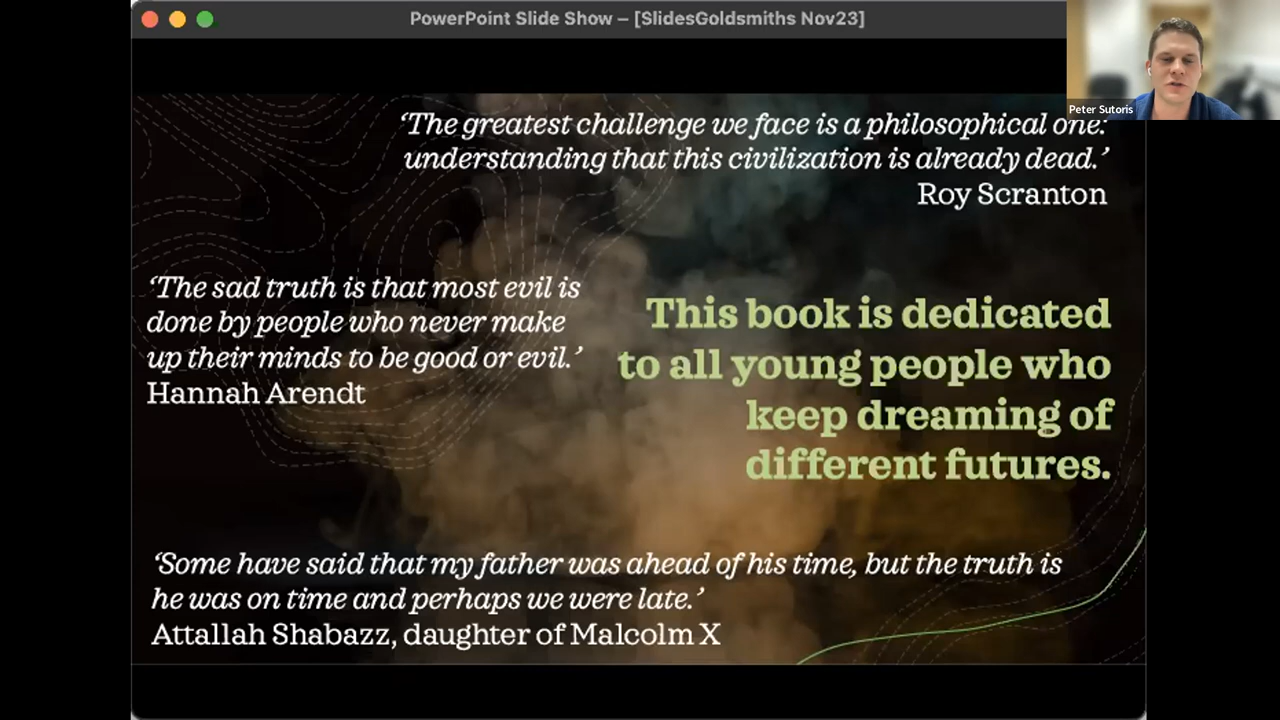 PowerPoint Slide Show – [SlidesGoldsmiths Nov23]
Peter Sutoris
‘The greatest challenge we face is a philosophical one:
understanding that this civilization is already dead.’
Roy Scranton
‘The sad truth is that most evil is
done by people who never make
up their minds to be good or evil.’
Hannah Arendt
This book is dedicated
to all young people who
keep dreaming of
different futures.
‘Some have said that my father was ahead of his time, but the truth is
he was on time and perhaps we were late.’
Attallah Shabazz, daughter of Malcolm X